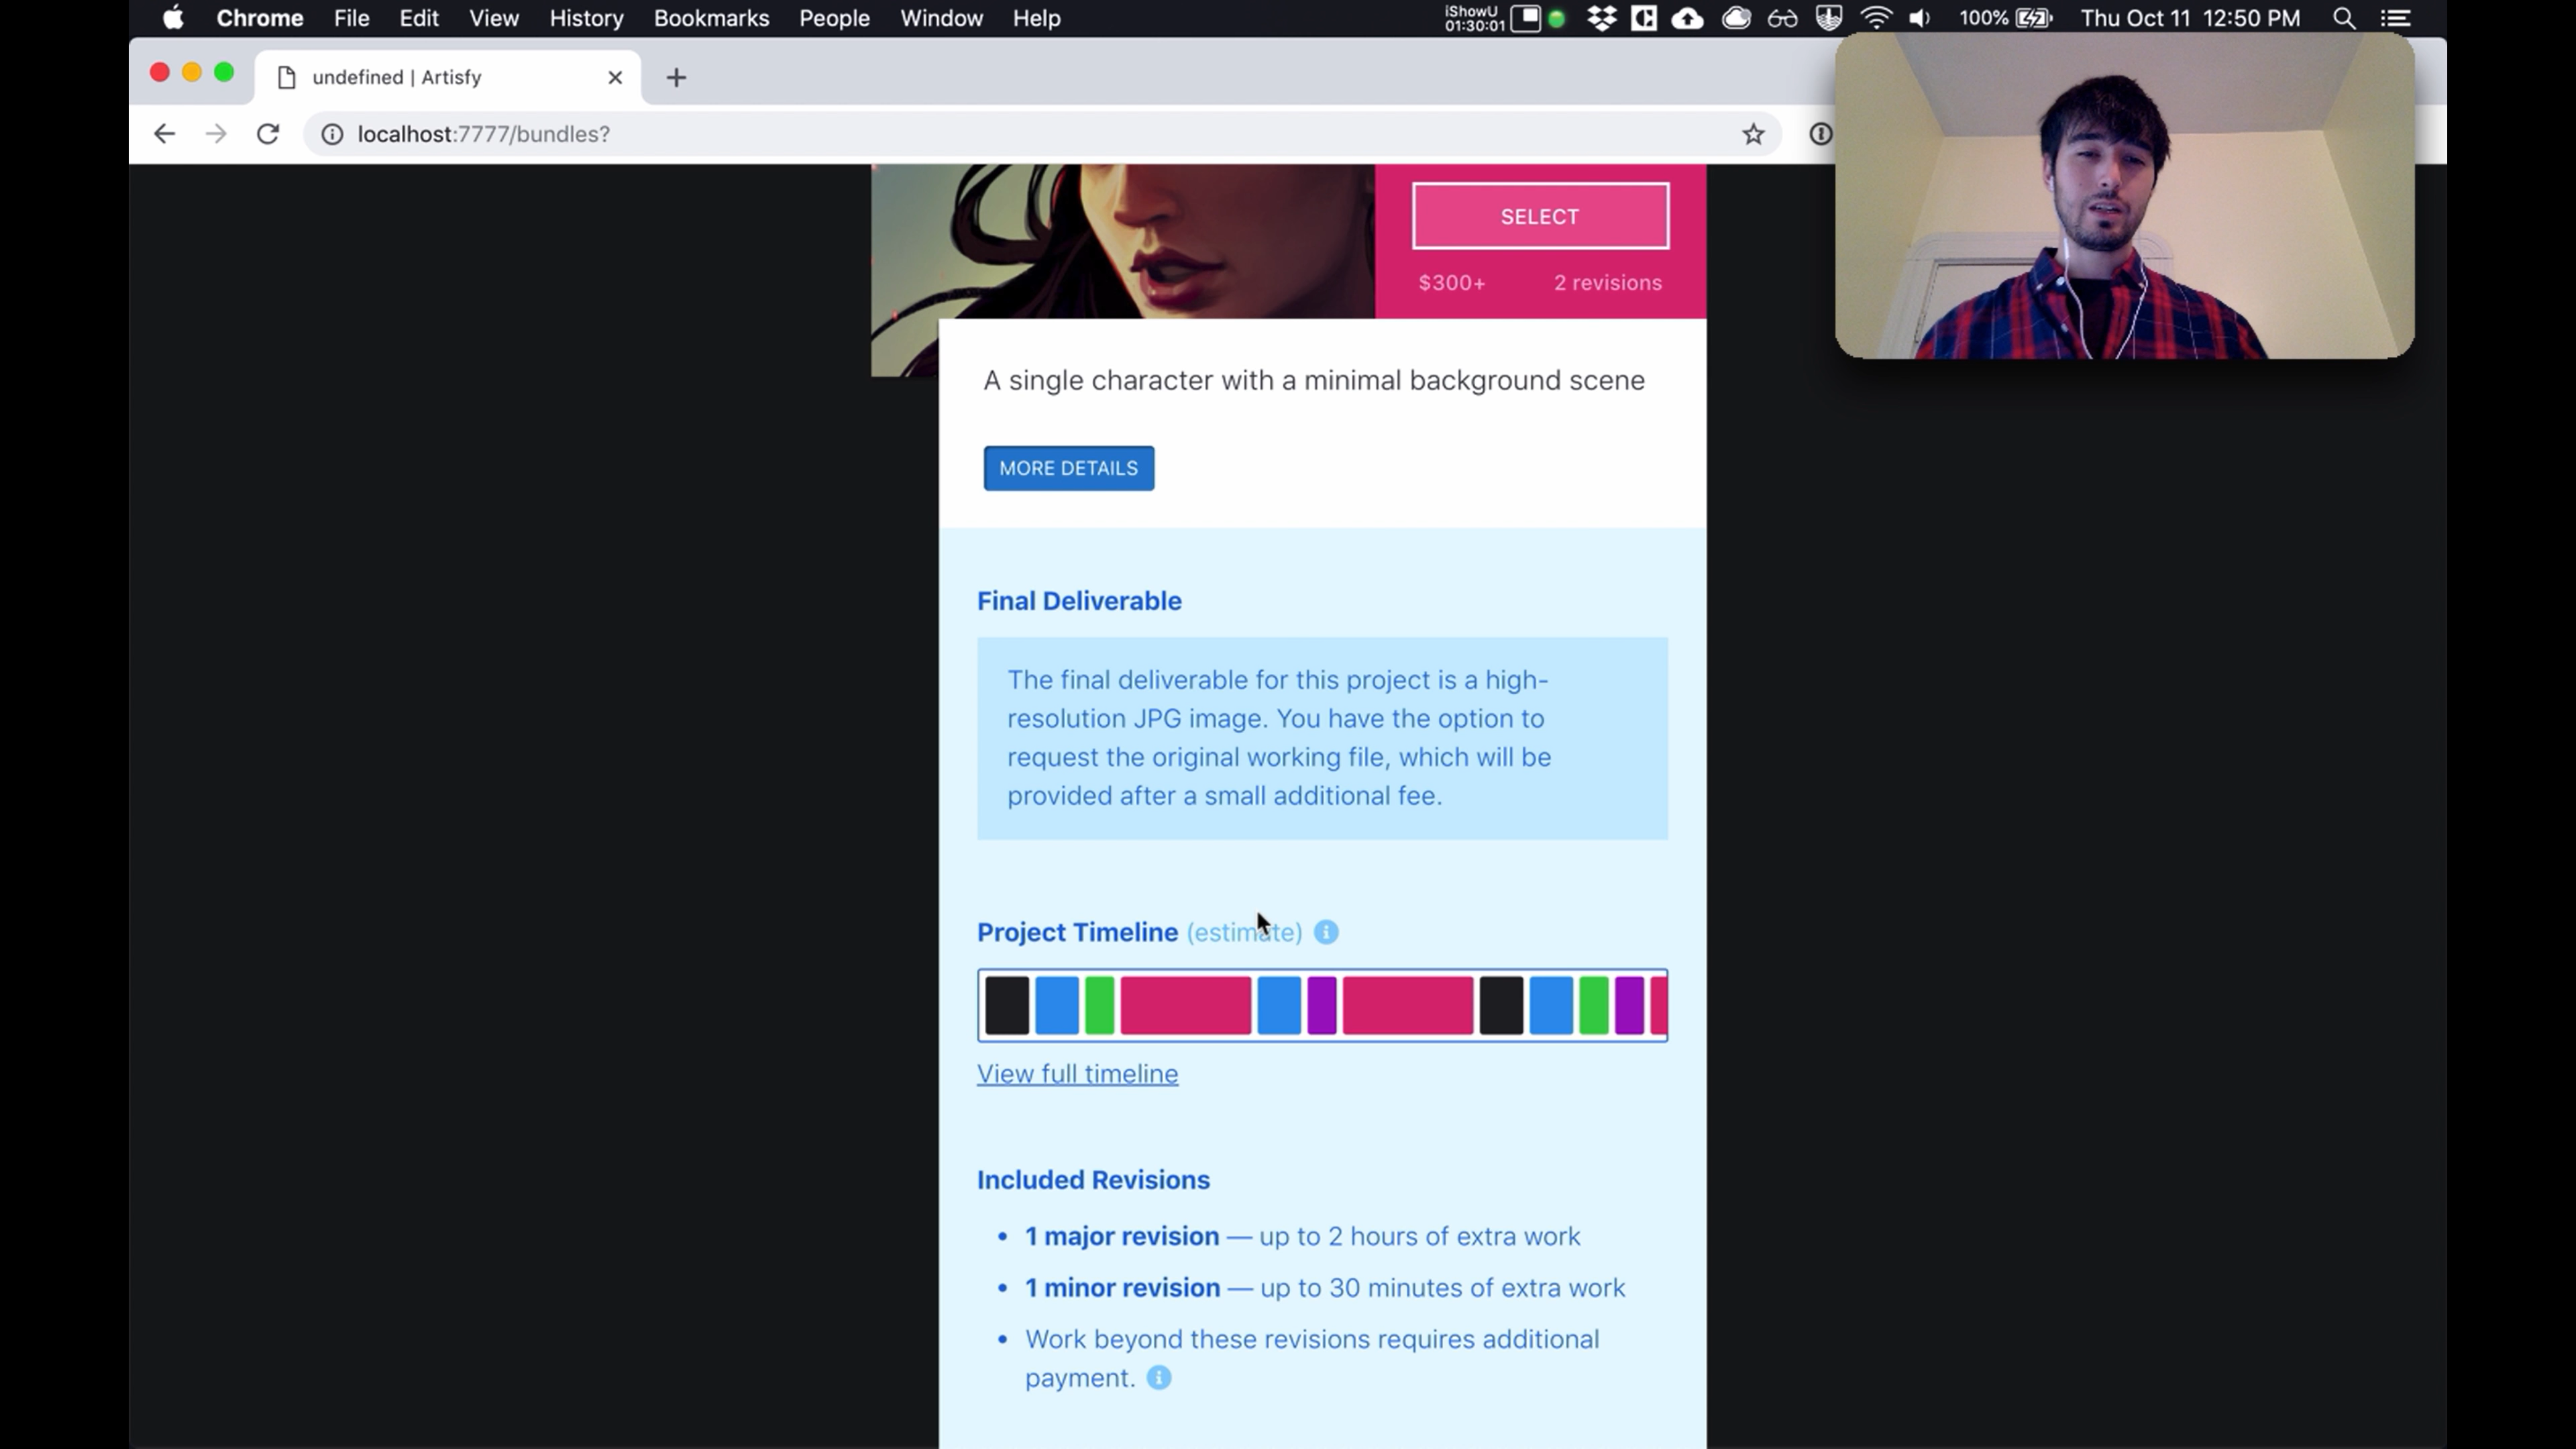 Chrome File Edit View History Bookmarks People Window Help iShowU 01:30:01 100% Thu Oct 11 12:50 PM
undefined | Artisfy
localhost:7777/bundles?
SELECT
$300+ 2 revisions
A single character with a minimal background scene
MORE DETAILS
Final Deliverable
The final deliverable for this project is a high-
resolution JPG image. You have the option to
request the original working file, which will be
provided after a small additional fee.
Project Timeline (estimate)
View full timeline
Included Revisions
• 1 major revision — up to 2 hours of extra work
• 1 minor revision — up to 30 minutes of extra work
• Work beyond these revisions requires additional
payment.